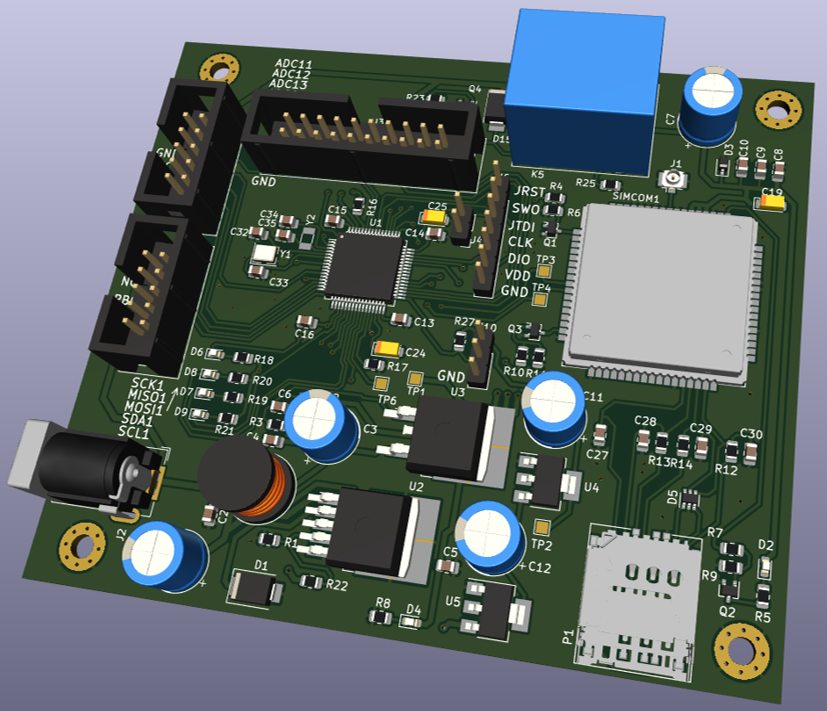 ADC11
ADC12
ADC13
GND
GND
Q4
R23
D15
K5
C7
D3
C10
C9
C8
C19
J1
R25
R4
R6
Q1
SIMCOM1
JRST
SWO
JTDI
CLK
DIO
VDD
GND
TP3
TP4
C34
C35
C32
C33
Y2
Y1
C15
R16
U1
C25
C14
C13
C16
C24
R17
TP6
TP1
GND
R27
Q3
R10
U3
C11
D6
R18
D8
R20
D7
R19
D9
R21
C6
R3
C4
C3
SCK1
MISO1
MOSI1
SDA1
SCL1
J2
U2
U4
TP2
C27
C28
R13
R14
C29
R12
C30
D5
R1
D1
R22
C5
C12
U5
R8
D4
R7
R9
D2
Q2
R5
P1